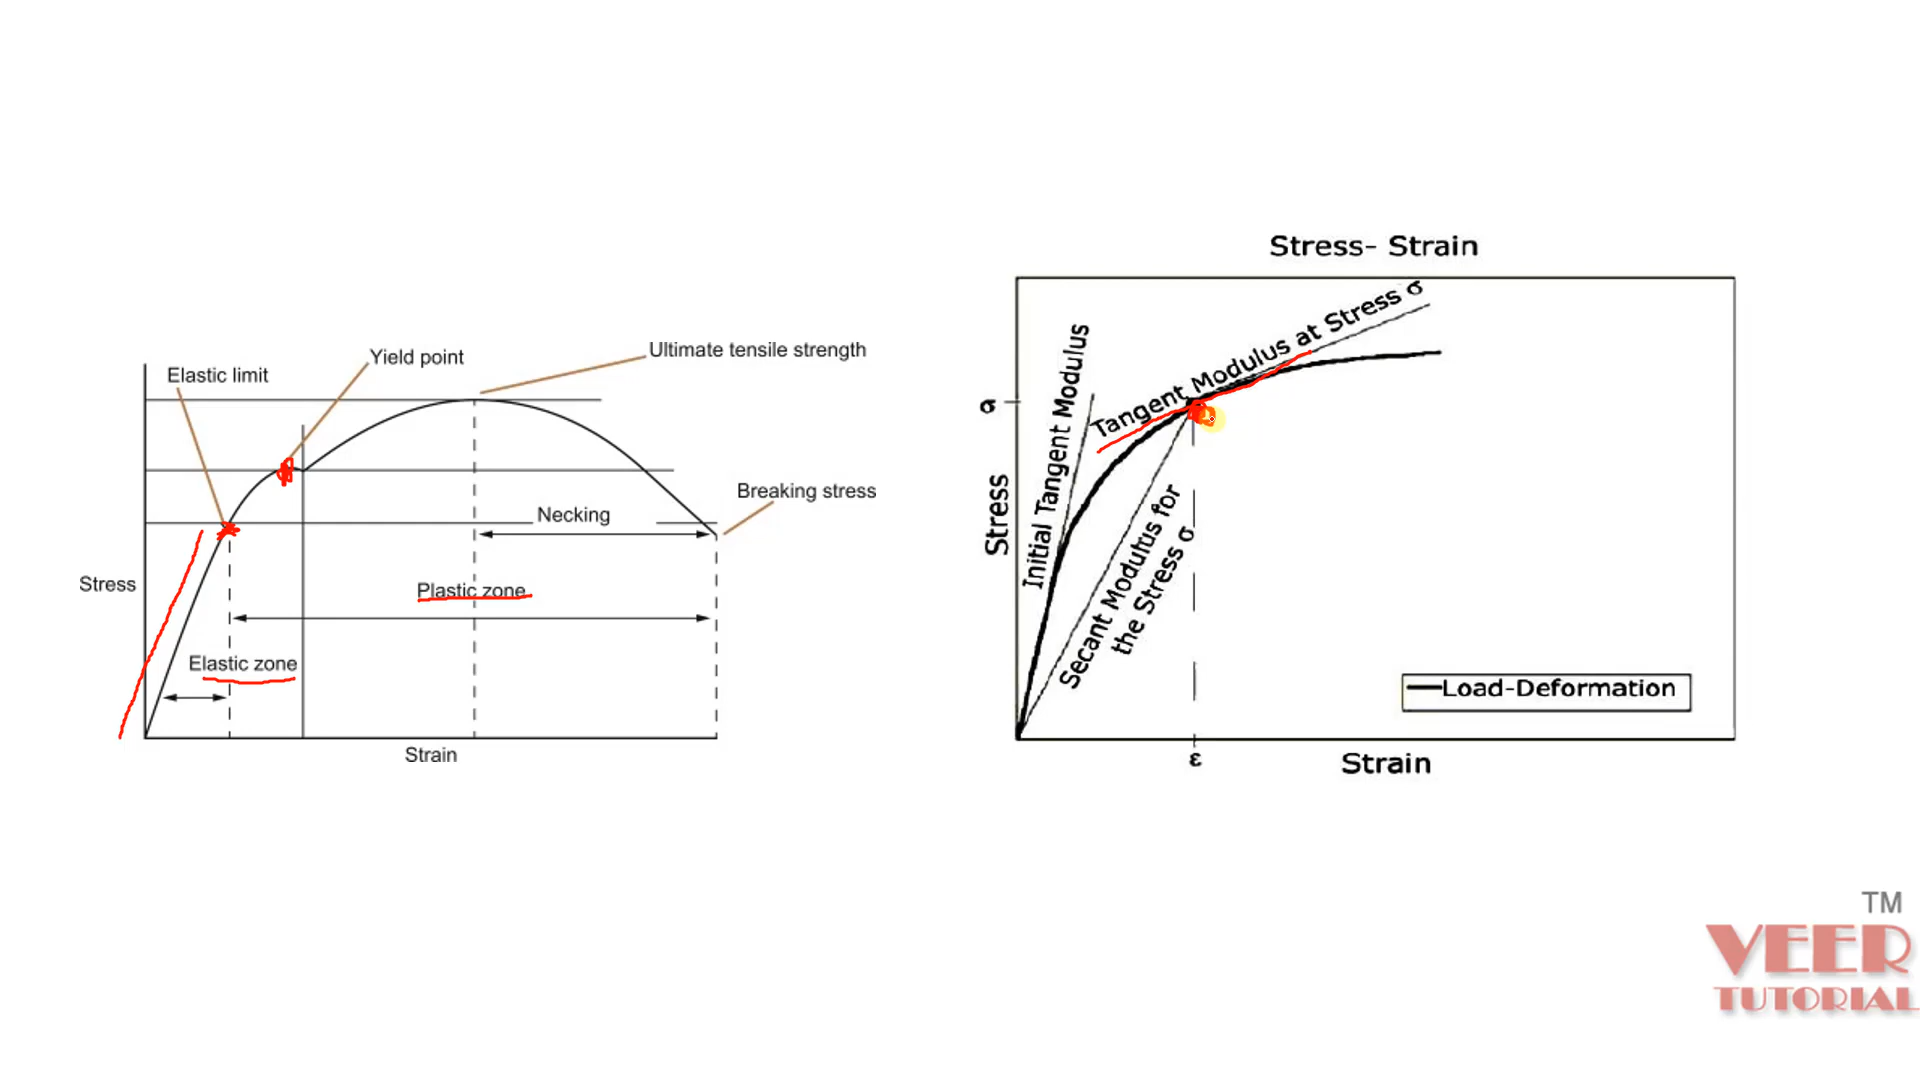 Elastic limit
Yield point
Ultimate tensile strength
Breaking stress
Necking
Stress
Plastic zone
Elastic zone
Strain
Stress- Strain
Initial Tangent Modulus
Tangent Modulus at Stress σ
Secant Modulus for
the Stress σ
σ
Stress
Load-Deformation
ε
Strain
TM
VEER
TUTORIAL